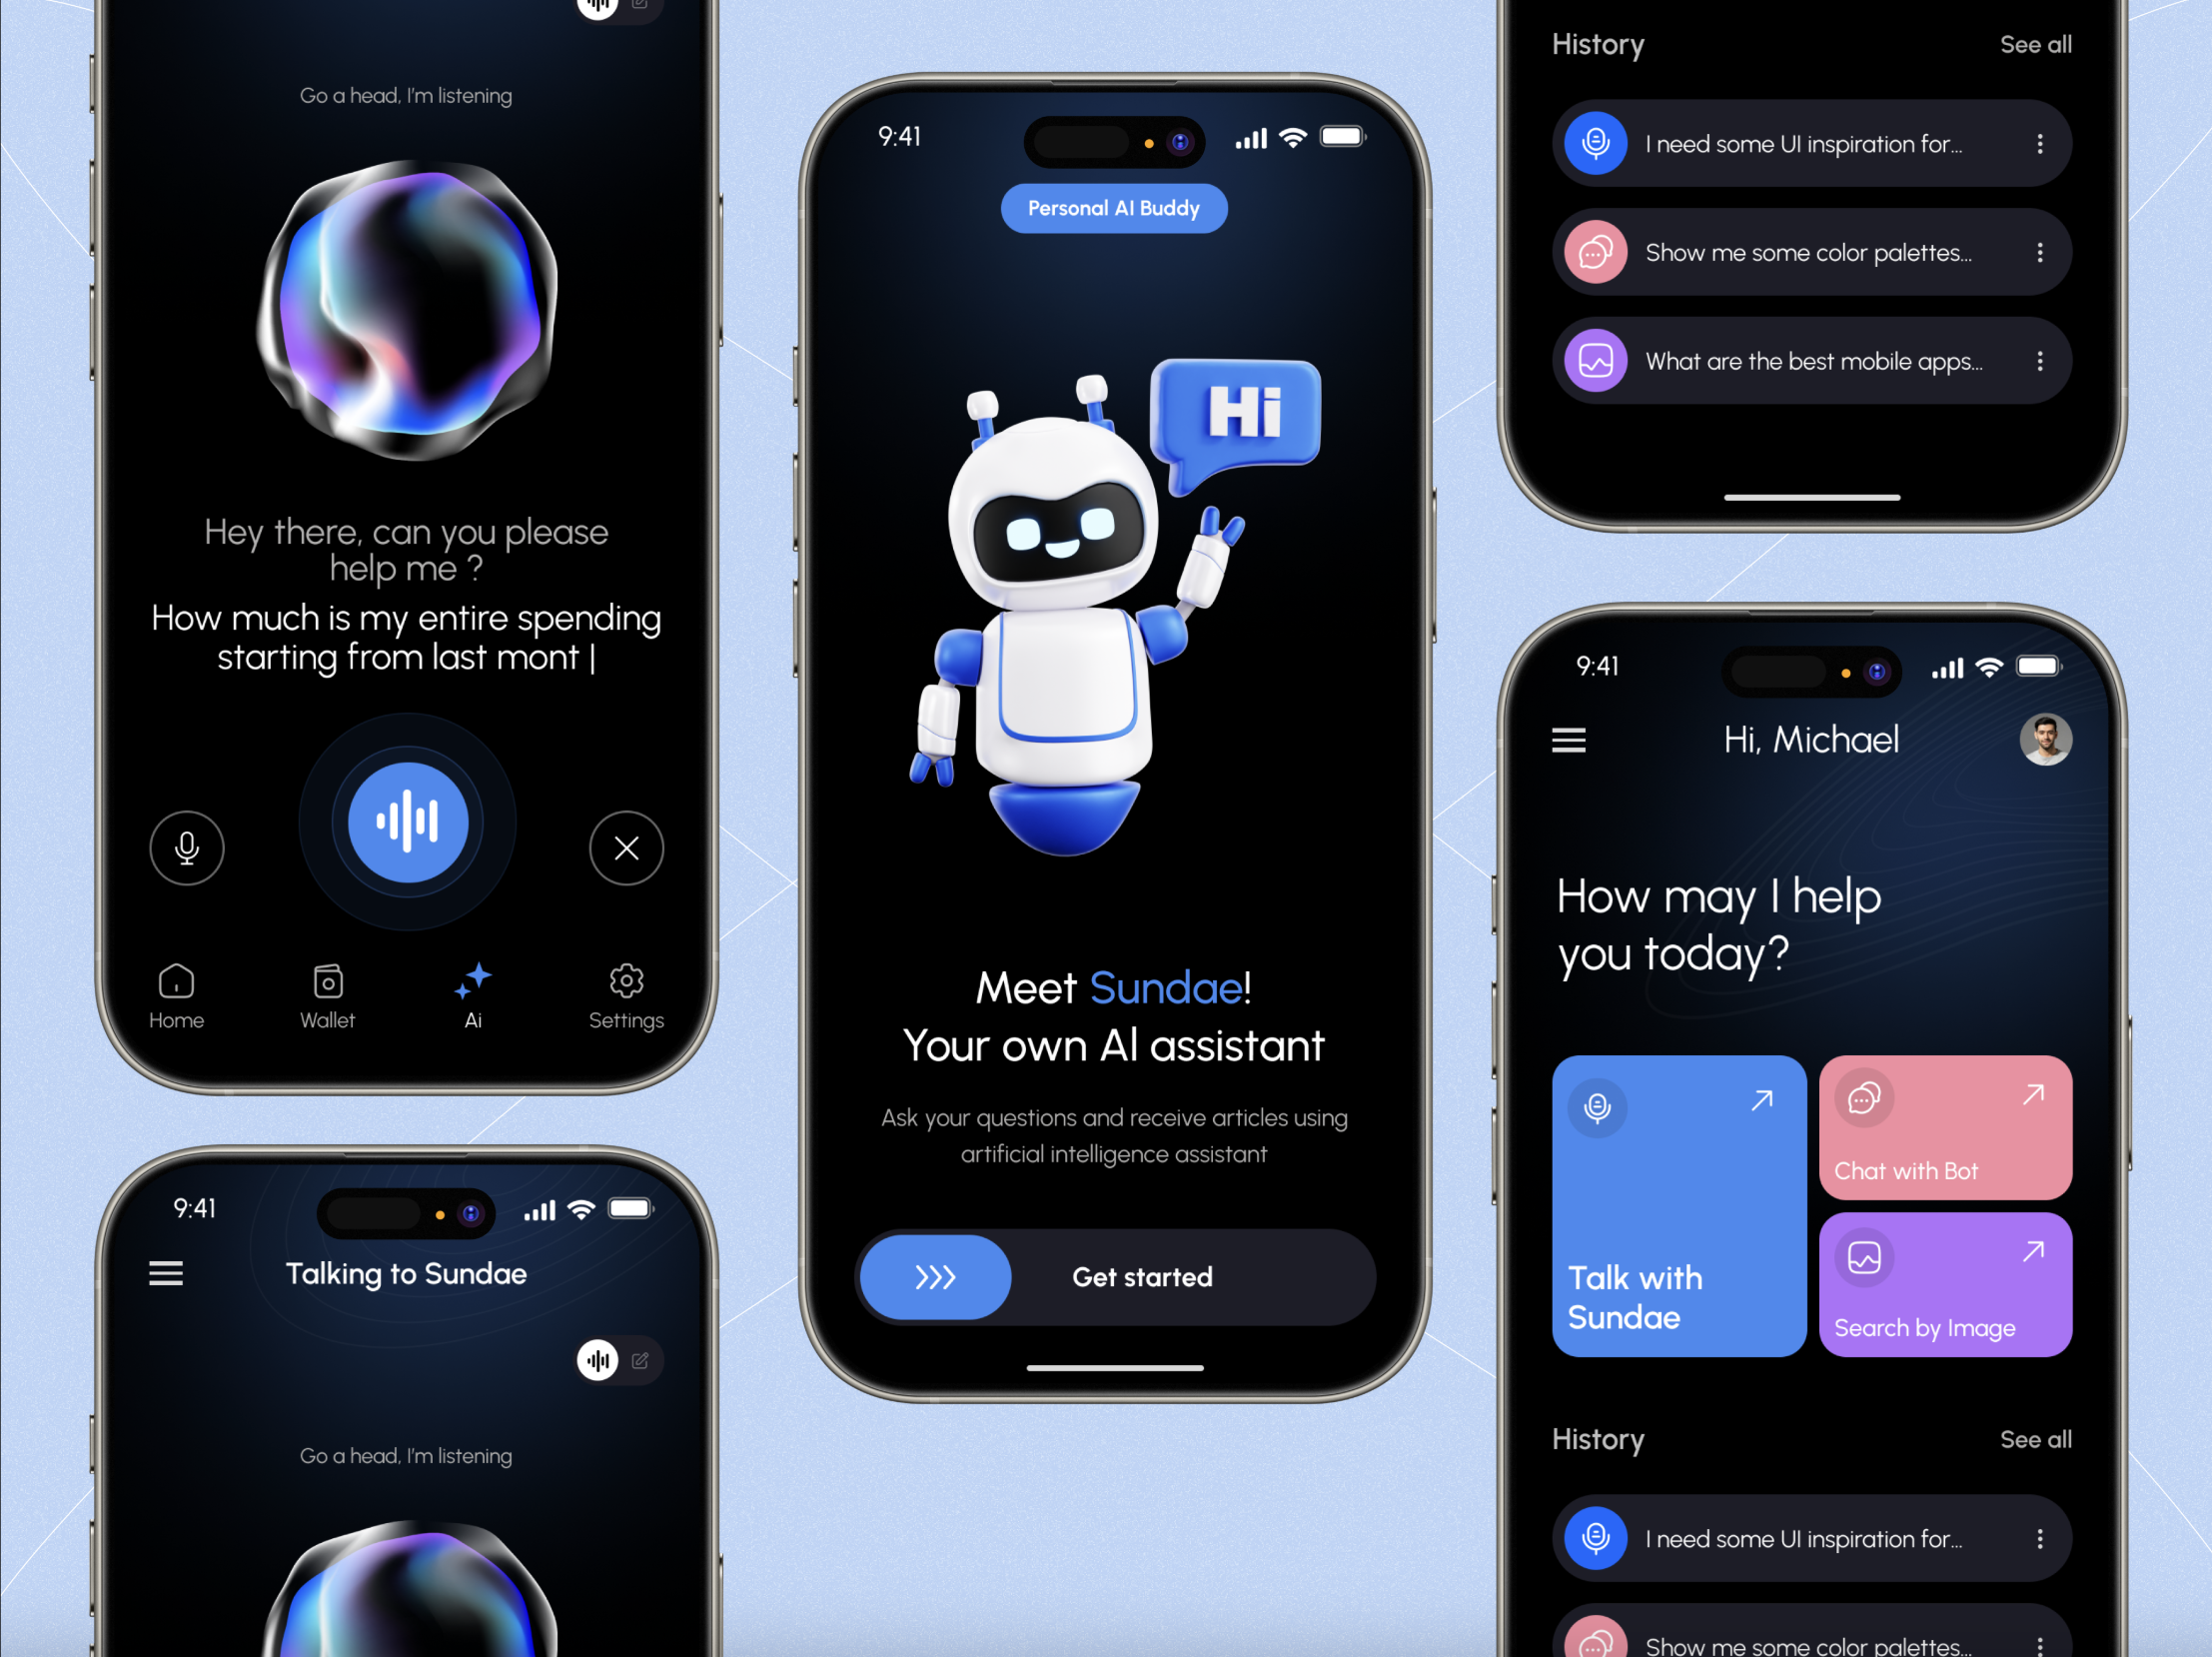 Go a head, I'm listening
Hey there, can you please
help me ?
How much is my entire spending
starting from last mont |
Home
Wallet
Ai
Settings
9:41
Talking to Sundae
Go a head, I'm listening
9:41
Personal AI Buddy
Hi
Meet Sundae!
Your own AI assistant
Ask your questions and receive articles using
artificial intelligence assistant
Get started
History
See all
I need some UI inspiration for...
Show me some color palettes...
What are the best mobile apps...
9:41
Hi, Michael
How may I help
you today?
Talk with
Sundae
Chat with Bot
Search by Image
History
See all
I need some UI inspiration for...
Show me some color palettes...